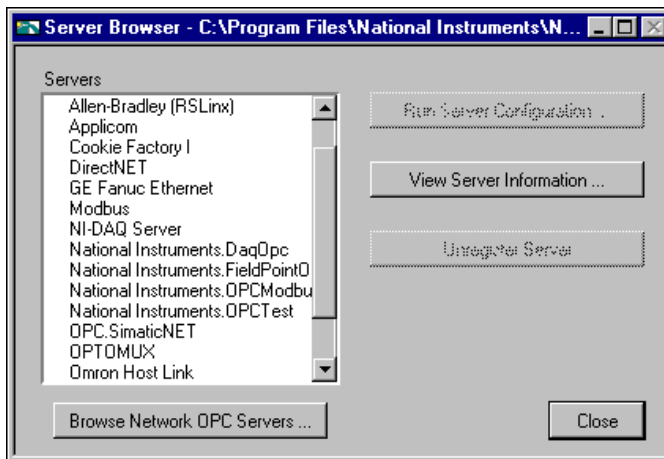 Server Browser - C:\Program Files\National Instruments\N...
Servers
Allen-Bradley (RSLinx)
Applicom
Cookie Factory I
DirectNET
GE Fanuc Ethernet
Modbus
NI-DAQ Server
National Instruments.DaqOpc
National Instruments.FieldPointO
National Instruments.OPCModbu
National Instruments.OPCTest
OPC.SimaticNET
OPTOMUX
Omron Host Link
Run Server Configuration ...
View Server Information ...
Unregister Server
Browse Network OPC Servers ...
Close